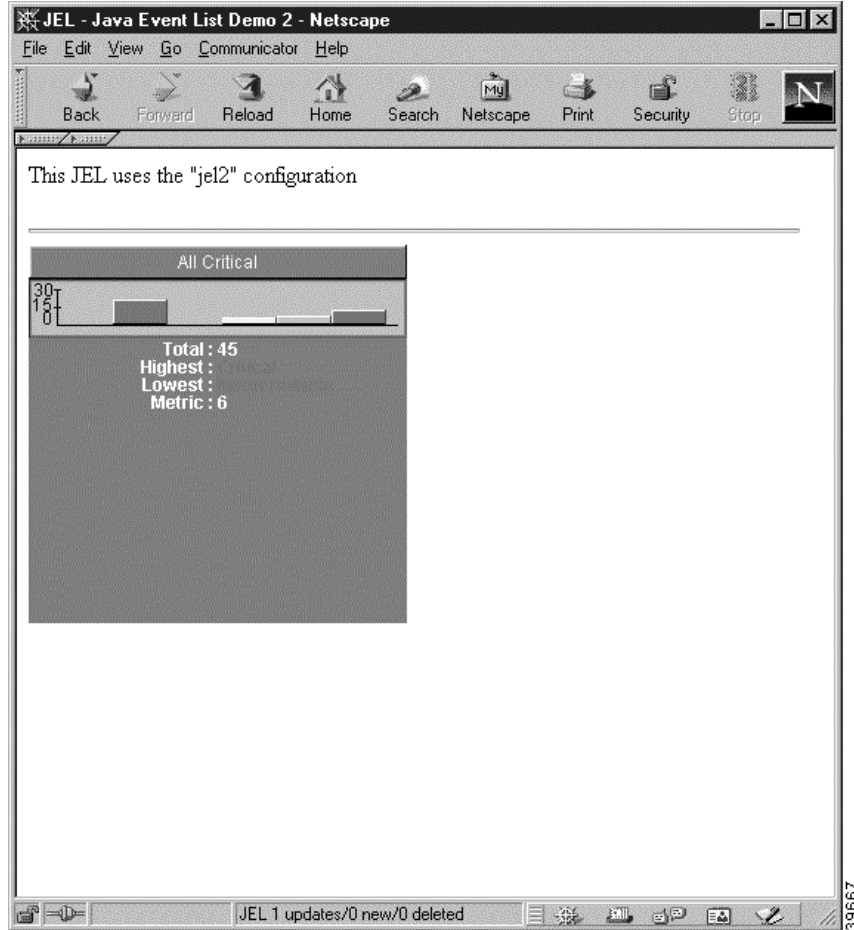 JEL - Java Event List Demo 2 - Netscape
File Edit View Go Communicator Help
My
N
Back Forward Reload Home Search Netscape Print Security Stop
This JEL uses the "jel2" configuration
All Critical
30
15
0
Total : 45
Highest : Critical
Lowest :
Metric : 6
JEL 1 updates/0 new/0 deleted
39667